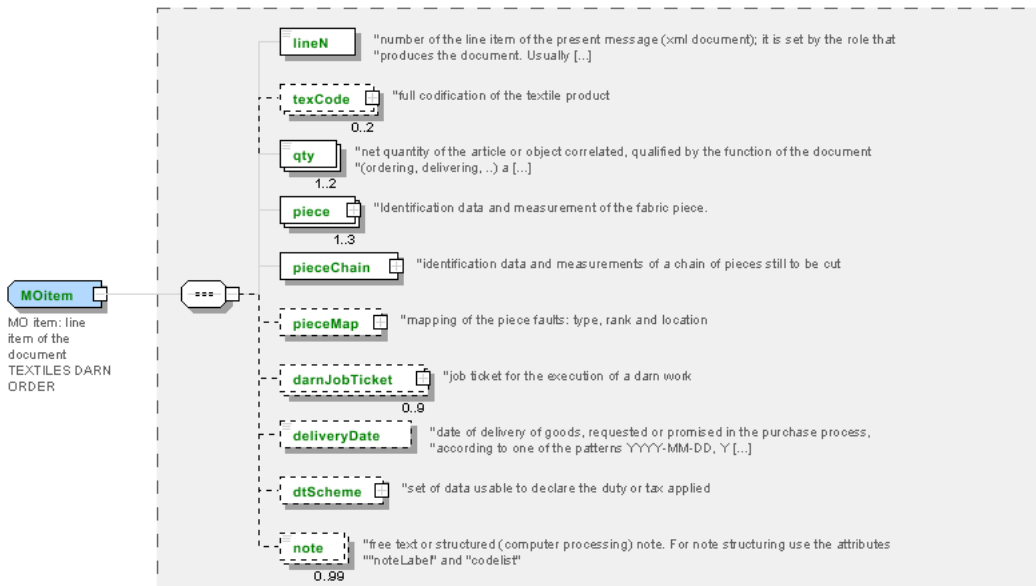 lineN
"number of the line item of the present message (xml document); it is set by the role that
"produces the document. Usually [...]
texCode
"full codification of the textile product
0..2
qty
"net quantity of the article or object correlated, qualified by the function of the document
"(ordering, delivering, ..) a [...]
1..2
piece
"Identification data and measurement of the fabric piece.
1..3
pieceChain
"identification data and measurements of a chain of pieces still to be cut
MOitem
MO item: line
item of the
document
TEXTILES DARN
ORDER
pieceMap
"mapping of the piece faults: type, rank and location
darnJobTicket
"job ticket for the execution of a darn work
0..9
deliveryDate
"date of delivery of goods, requested or promised in the purchase process,
"according to one of the patterns YYYY-MM-DD, Y [...]
dtScheme
"set of data usable to declare the duty or tax applied
note
"free text or structured (computer processing) note. For note structuring use the attributes
""noteLabel" and "codelist"
0..99